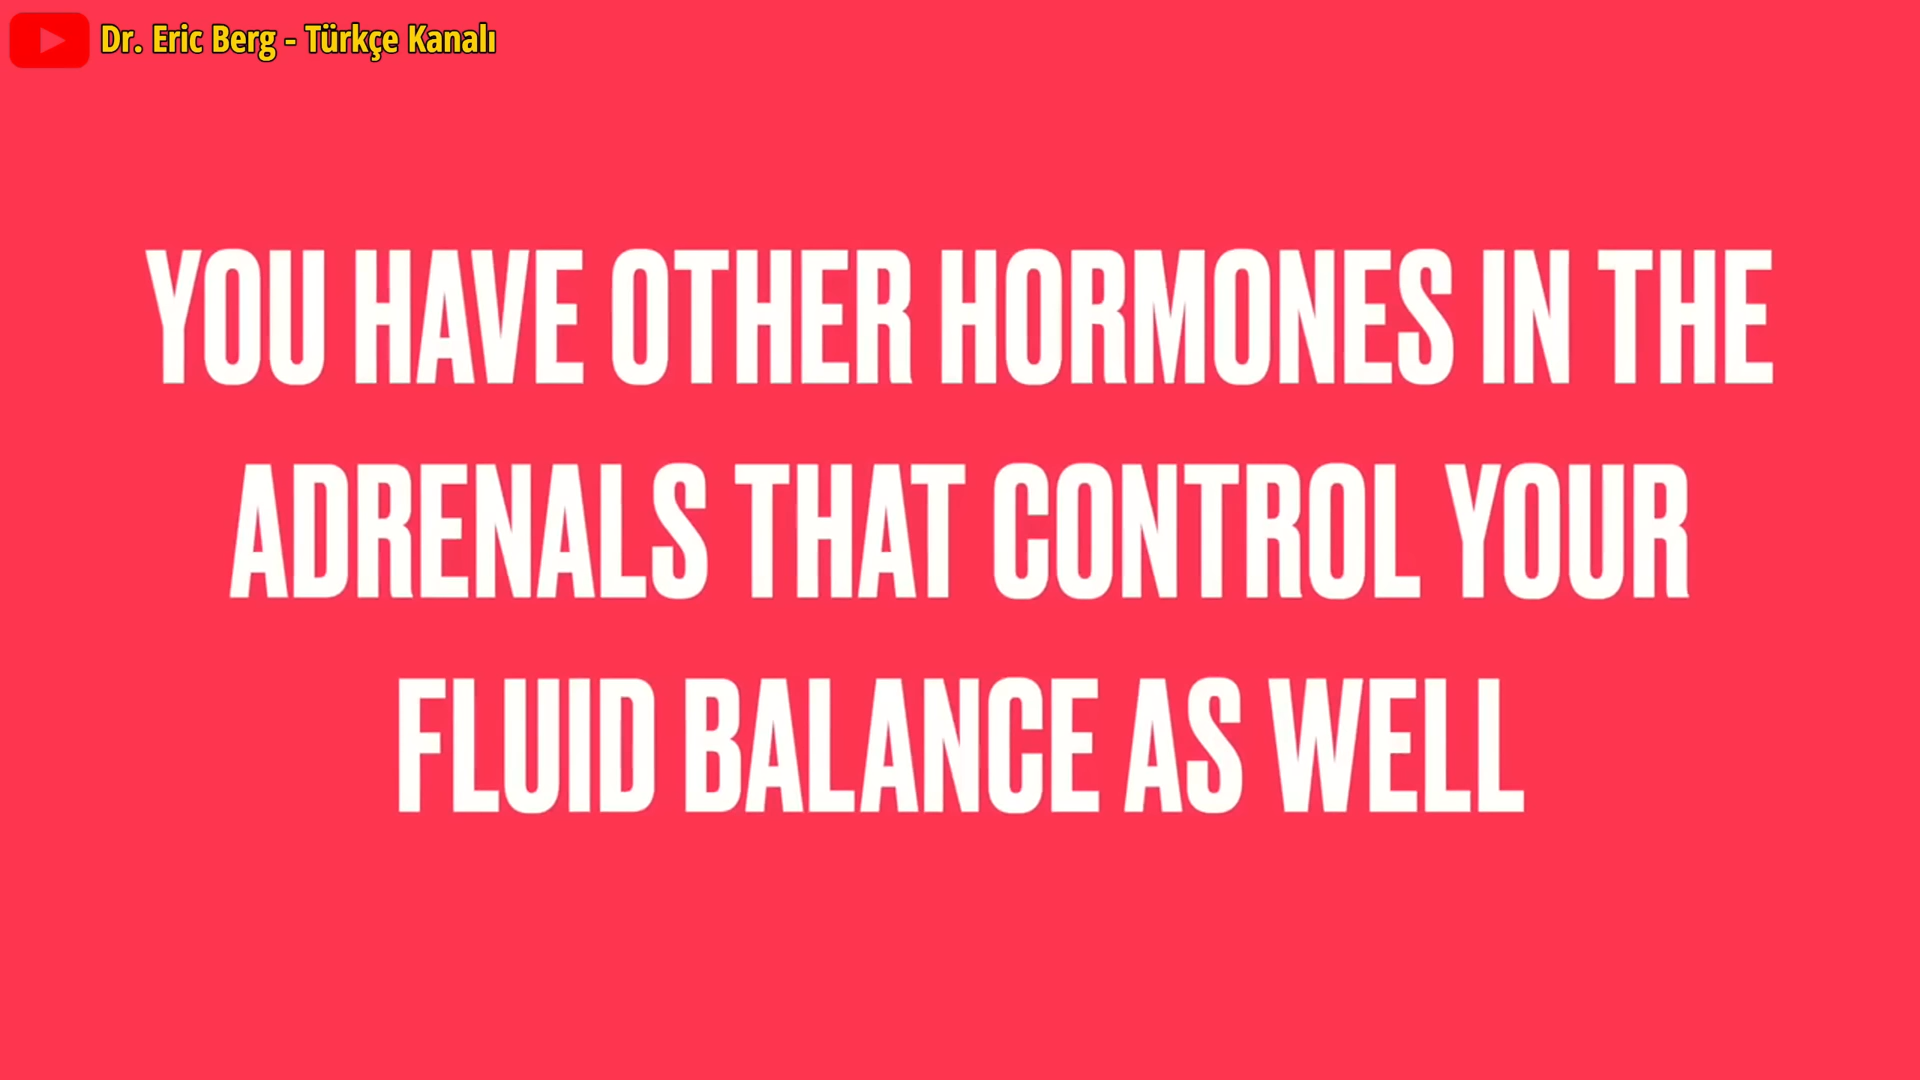 Dr. Eric Berg - Türkçe Kanalı
YOU HAVE OTHER HORMONES IN THE
ADRENALS THAT CONTROL YOUR
FLUID BALANCE AS WELL